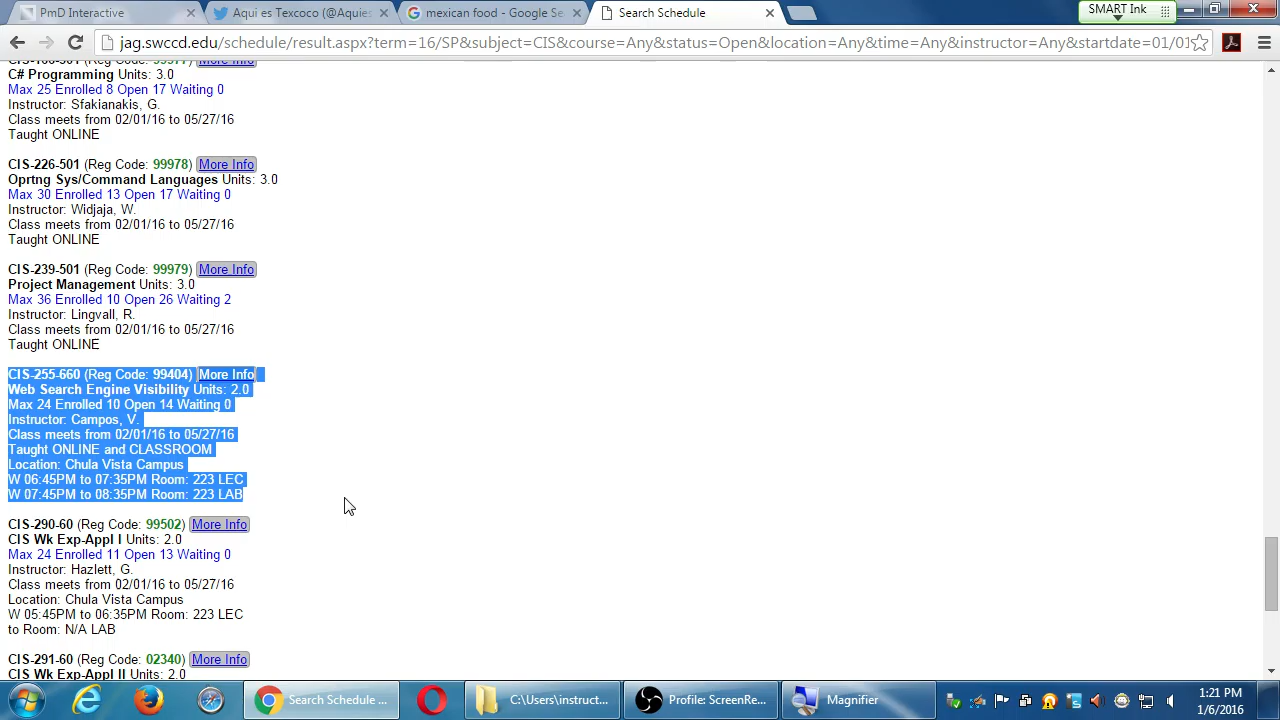 PmD Interactive
Aqui es Texcoco (@Aquies
mexican food - Google Se
Search Schedule
SMART Ink
jag.swccd.edu/schedule/result.aspx?term=16/SP&subject=CIS&course=Any&status=Open&location=Any&time=Any&instructor=Any&startdate=01/01
More Info
C# Programming Units: 3.0
Max 25 Enrolled 8 Open 17 Waiting 0
Instructor: Sfakianakis, G.
Class meets from 02/01/16 to 05/27/16
Taught ONLINE
CIS-226-501 (Reg Code: 99978) More Info
Oprtng Sys/Command Languages Units: 3.0
Max 30 Enrolled 13 Open 17 Waiting 0
Instructor: Widjaja, W.
Class meets from 02/01/16 to 05/27/16
Taught ONLINE
CIS-239-501 (Reg Code: 99979) More Info
Project Management Units: 3.0
Max 36 Enrolled 10 Open 26 Waiting 2
Instructor: Lingvall, R.
Class meets from 02/01/16 to 05/27/16
Taught ONLINE
CIS-255-660 (Reg Code: 99404) More Info
Web Search Engine Visibility Units: 2.0
Max 24 Enrolled 10 Open 14 Waiting 0
Instructor: Campos, V.
Class meets from 02/01/16 to 05/27/16
Taught ONLINE and CLASSROOM
Location: Chula Vista Campus
W 06:45PM to 07:35PM Room: 223 LEC
W 07:45PM to 08:35PM Room: 223 LAB
CIS-290-60 (Reg Code: 99502) More Info
CIS Wk Exp-Appl I Units: 2.0
Max 24 Enrolled 11 Open 13 Waiting 0
Instructor: Hazlett, G.
Class meets from 02/01/16 to 05/27/16
Location: Chula Vista Campus
W 05:45PM to 06:35PM Room: 223 LEC
to Room: N/A LAB
CIS-291-60 (Reg Code: 02340) More Info
CIS Wk Exp-Appl II Units: 2.0
Search Schedule ...
C:\Users\instruct...
Profile: ScreenRe...
Magnifier
1:21 PM
1/6/2016